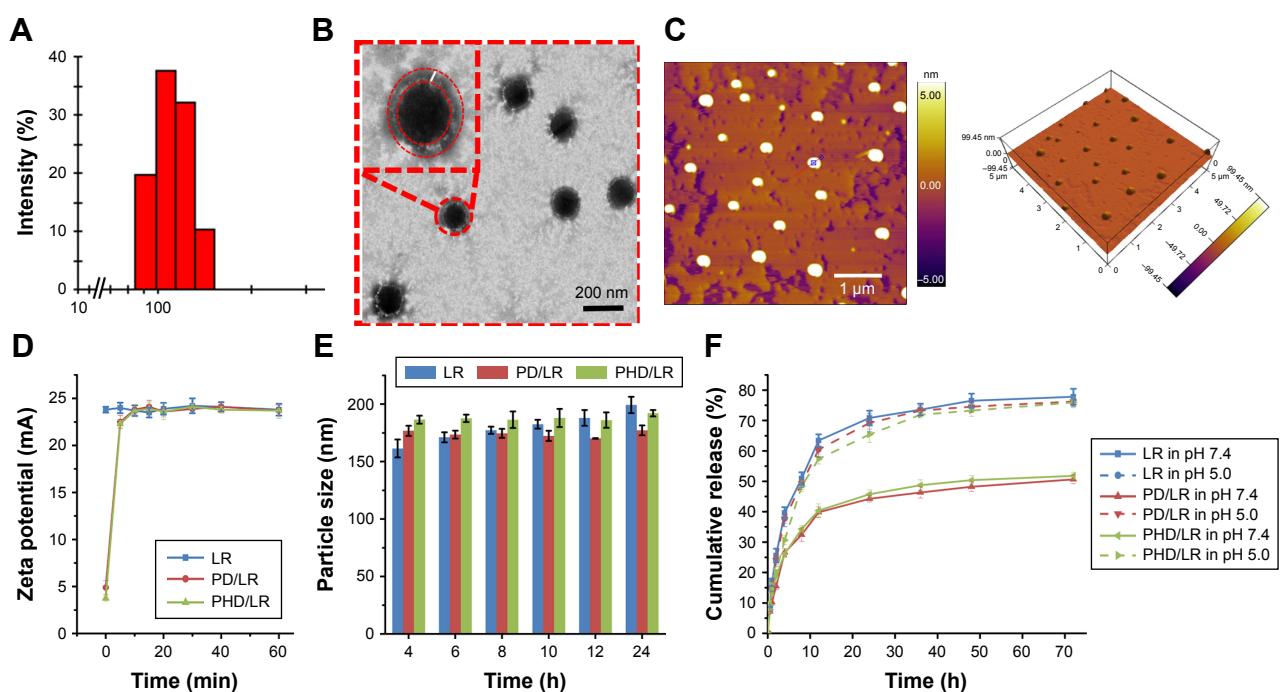 A
Intensity (%)
40
30
20
10
0
10
100
B
200 nm
C
nm
5.00
0.00
–5.00
1 µm
99.45 nm
0.00
–99.45
5 µm
4
3
2
1
0
0
1
2
3
4
5 µm
99.45 nm
49.72
0.00
–49.72
–99.45
D
Zeta potential (mA)
25
20
15
10
5
0
0
20
40
60
Time (min)
LR
PD/LR
PHD/LR
E
Particle size (nm)
200
150
100
50
0
4
6
8
10
12
24
Time (h)
LR
PD/LR
PHD/LR
F
Cumulative release (%)
80
70
60
50
40
30
20
10
0
0
10
20
30
40
50
60
70
Time (h)
LR in pH 7.4
LR in pH 5.0
PD/LR in pH 7.4
PD/LR in pH 5.0
PHD/LR in pH 7.4
PHD/LR in pH 5.0